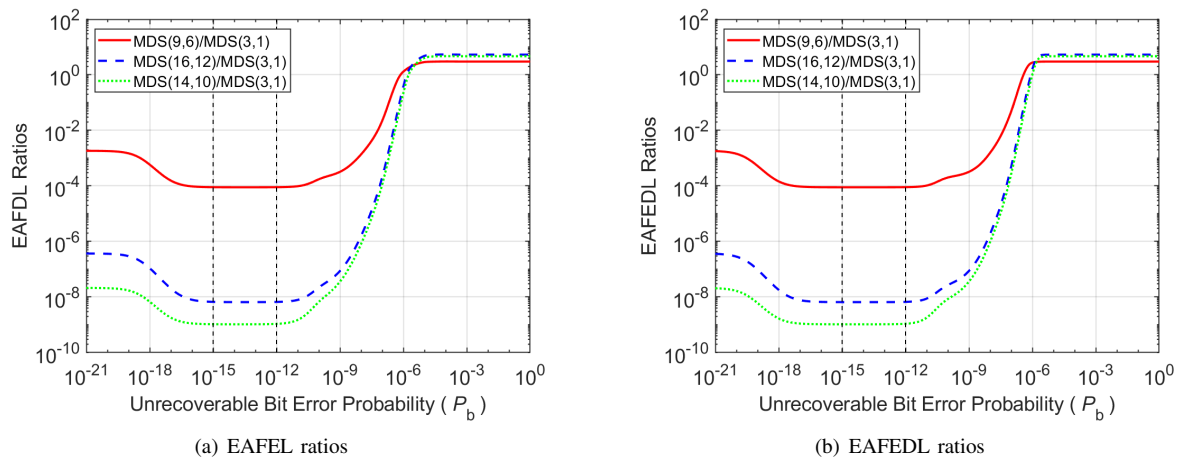 10^2
10^0
10^-2
10^-4
10^-6
10^-8
10^-10
EAFDL Ratios
MDS(9,6)/MDS(3,1)
MDS(16,12)/MDS(3,1)
MDS(14,10)/MDS(3,1)
10^-21 10^-18 10^-15 10^-12 10^-9 10^-6 10^-3 10^0
Unrecoverable Bit Error Probability ( P_b )
(a) EAFEL ratios
10^2
10^0
10^-2
10^-4
10^-6
10^-8
10^-10
EAFEDL Ratios
MDS(9,6)/MDS(3,1)
MDS(16,12)/MDS(3,1)
MDS(14,10)/MDS(3,1)
10^-21 10^-18 10^-15 10^-12 10^-9 10^-6 10^-3 10^0
Unrecoverable Bit Error Probability ( P_b )
(b) EAFEDL ratios